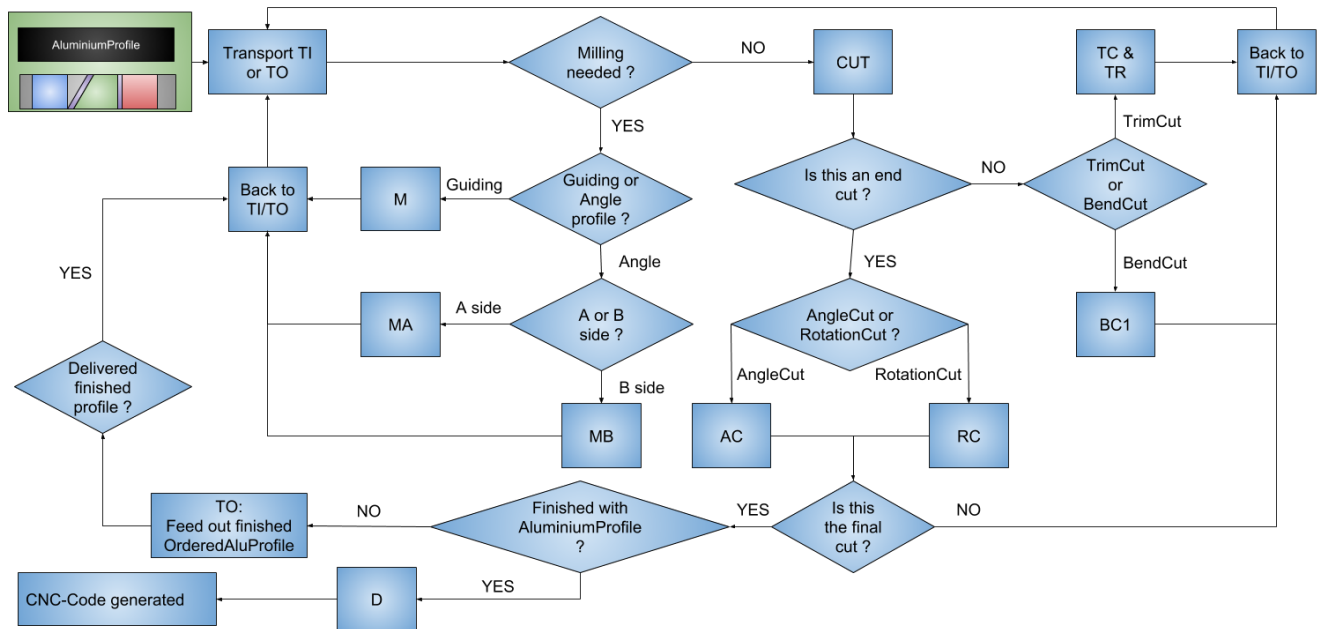 AluminiumProfile
Transport TI
or TO
Milling
needed ?
NO
CUT
TC &
TR
Back to
TI/TO
YES
TrimCut
Back to
TI/TO
M
Guiding
Guiding or
Angle
profile ?
Is this an end
cut ?
NO
TrimCut
or
BendCut
YES
Angle
YES
BendCut
MA
A side
A or B
side ?
AngleCut or
RotationCut ?
BC1
Delivered
finished
profile ?
B side
AngleCut
RotationCut
MB
AC
RC
TO:
Feed out finished
OrderedAluProfile
NO
Finished with
AluminiumProfile
?
YES
Is this
the final
cut ?
NO
YES
CNC-Code generated
D